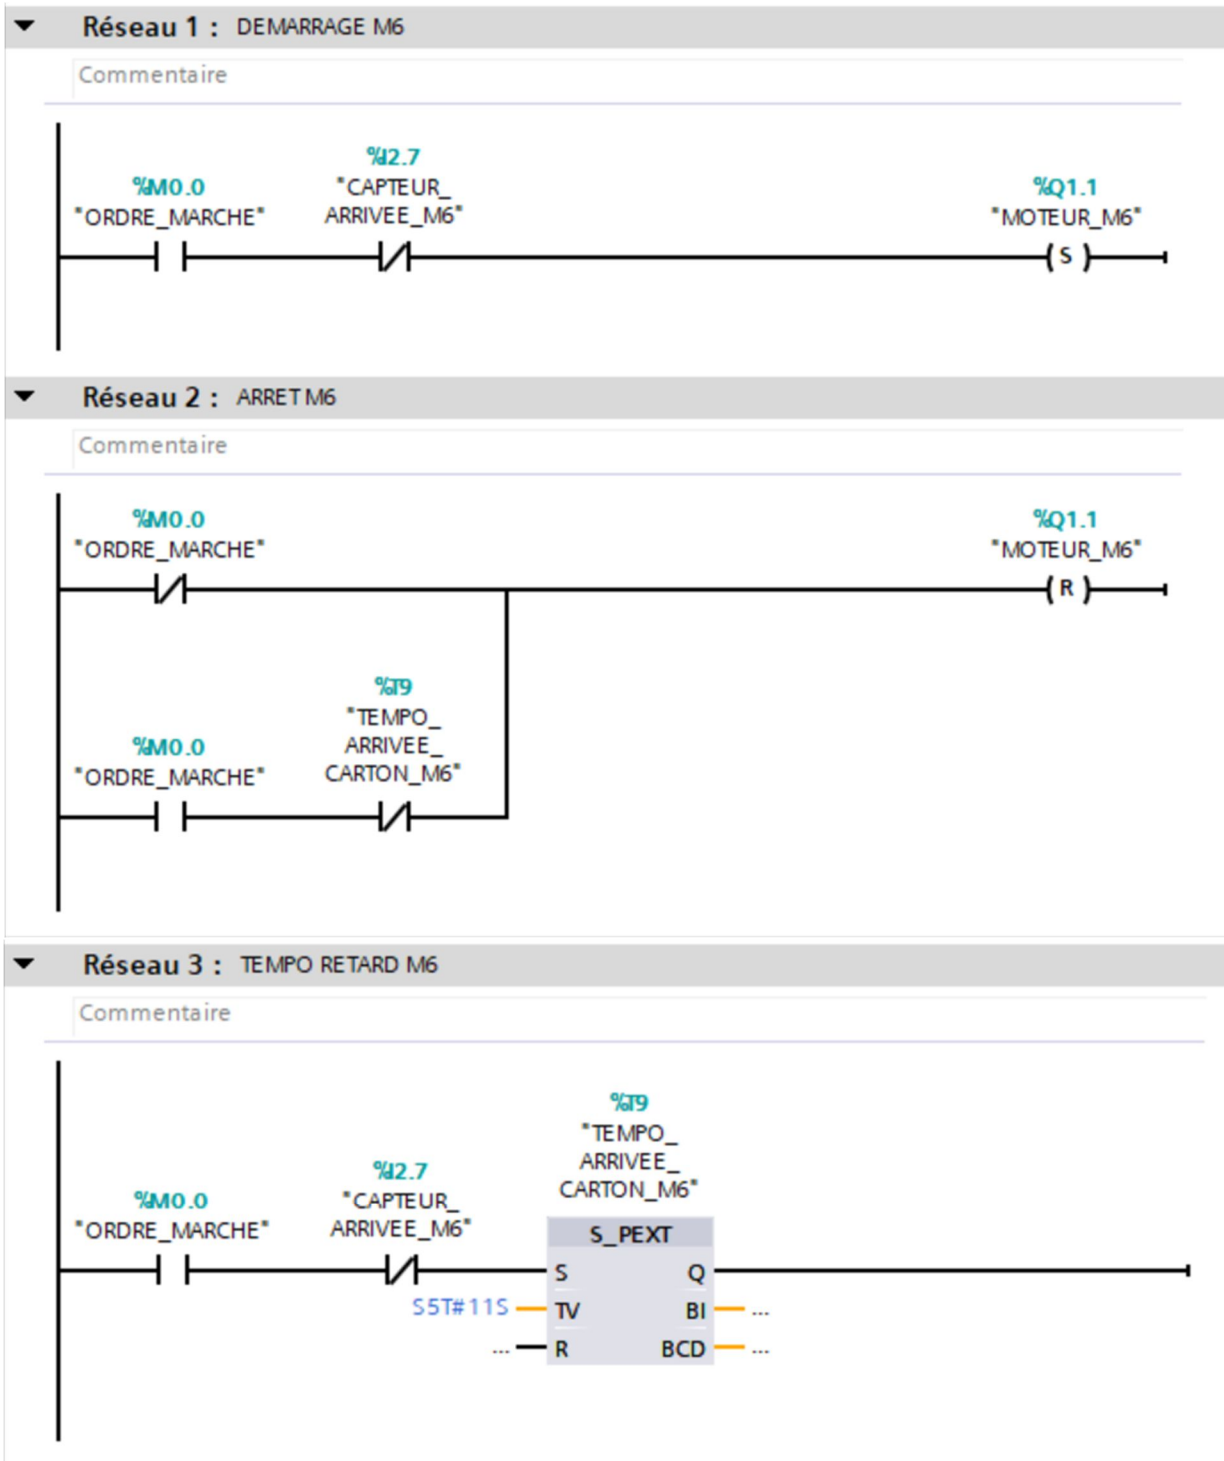 Réseau 1 : DEMARRAGE M6
Commentaire
%I2.7
%M0.0 "CAPTEUR_ %Q1.1
"ORDRE_MARCHE" ARRIVEE_M6" "MOTEUR_M6"
S
Réseau 2 : ARRET M6
Commentaire
%M0.0 %Q1.1
"ORDRE_MARCHE" "MOTEUR_M6"
R
%T9
"TEMPO_
%M0.0 ARRIVEE_
"ORDRE_MARCHE" CARTON_M6"
Réseau 3 : TEMPO RETARD M6
Commentaire
%T9
"TEMPO_
ARRIVEE_
CARTON_M6"
%I2.7
%M0.0 "CAPTEUR_
"ORDRE_MARCHE" ARRIVEE_M6"
S_PEXT
S Q
S5T#11S TV BI ...
... R BCD ...